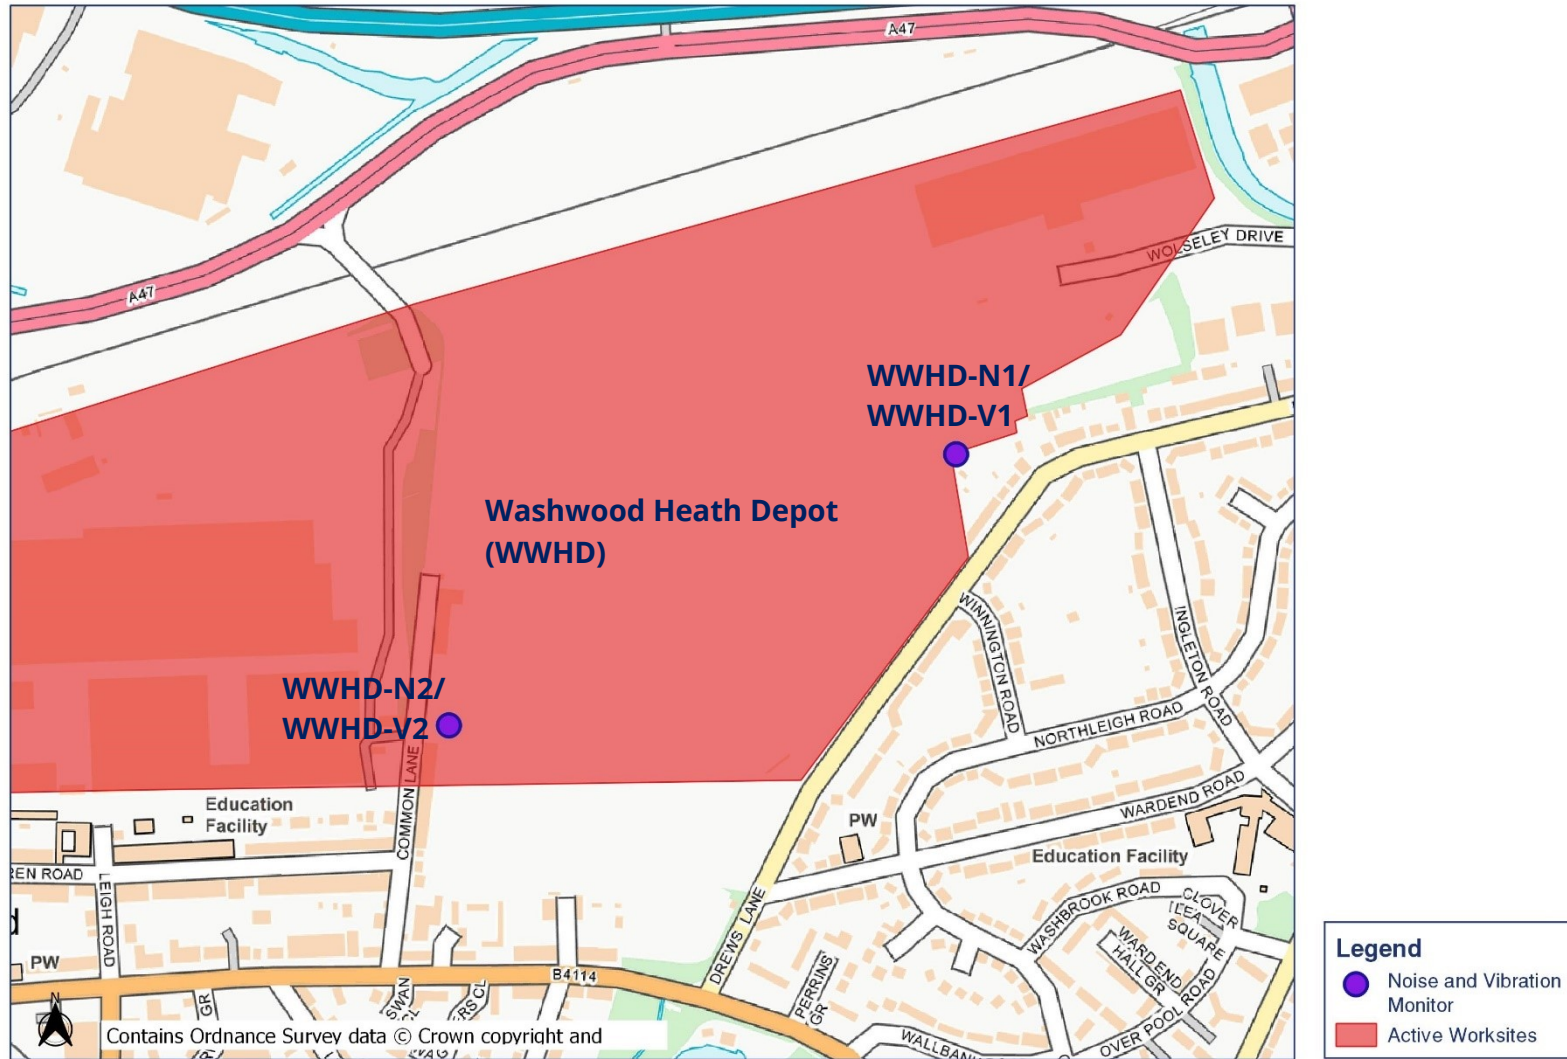 A47
A47
WOLSELEY DRIVE
WWHD-N1/
WWHD-V1
Washwood Heath Depot
(WWHD)
WINNINGTON ROAD
INGLETON ROAD
NORTHLEIGH ROAD
WWHD-N2/
WWHD-V2
COMMON LANE
Education
Facility
PW
WARDEND ROAD
Education Facility
REN ROAD
LEIGH ROAD
WASHBROOK ROAD
CLOVER
LEA
SQUARE
WARDEND
HALL GR
DREWS LANE
PW
B4114
PERRINS
GR
SWAN
GR
OVER POOL ROAD
N
Contains Ordnance Survey data © Crown copyright and
Legend
Noise and Vibration
Monitor
Active Worksites